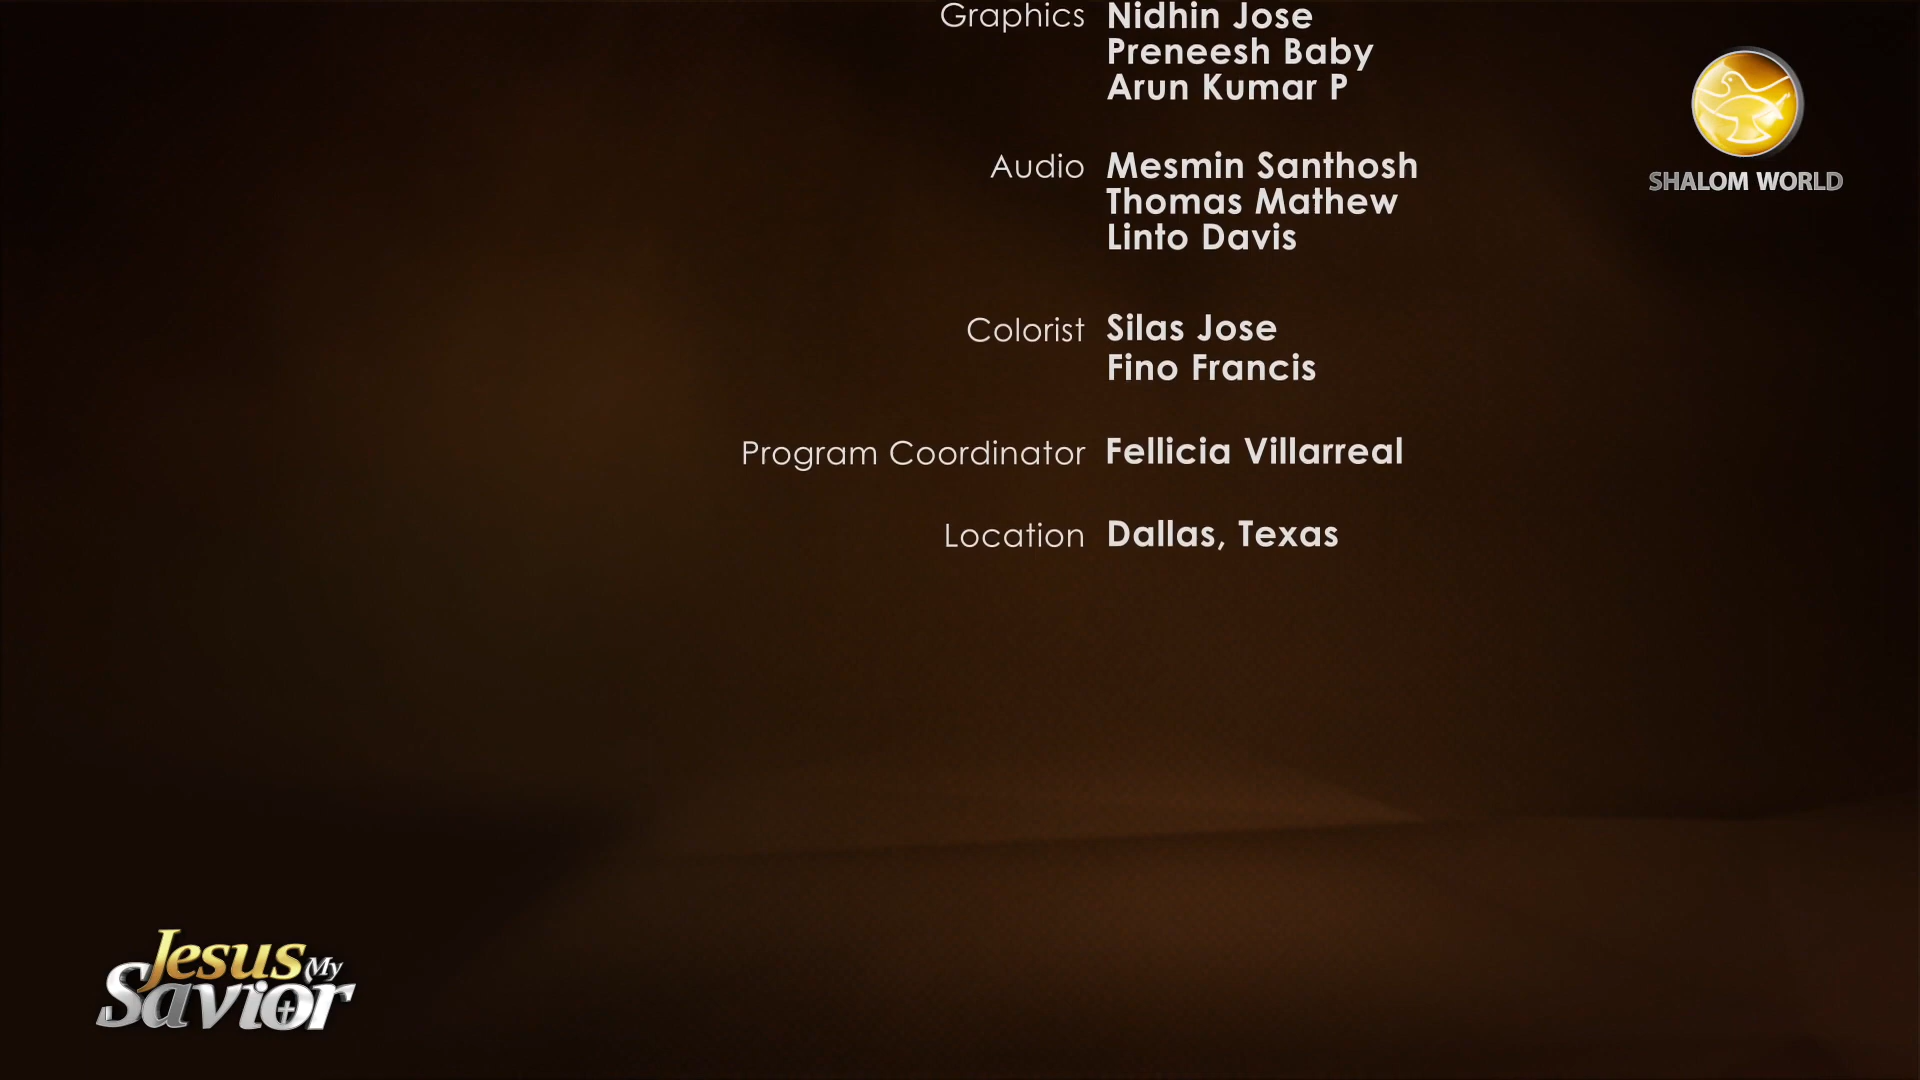 Graphics Nidhin Jose
Preneesh Baby
Arun Kumar P
Audio Mesmin Santhosh
Thomas Mathew
Linto Davis
Colorist Silas Jose
Fino Francis
Program Coordinator Fellicia Villarreal
Location Dallas, Texas
SHALOM WORLD
Jesus My
Savior